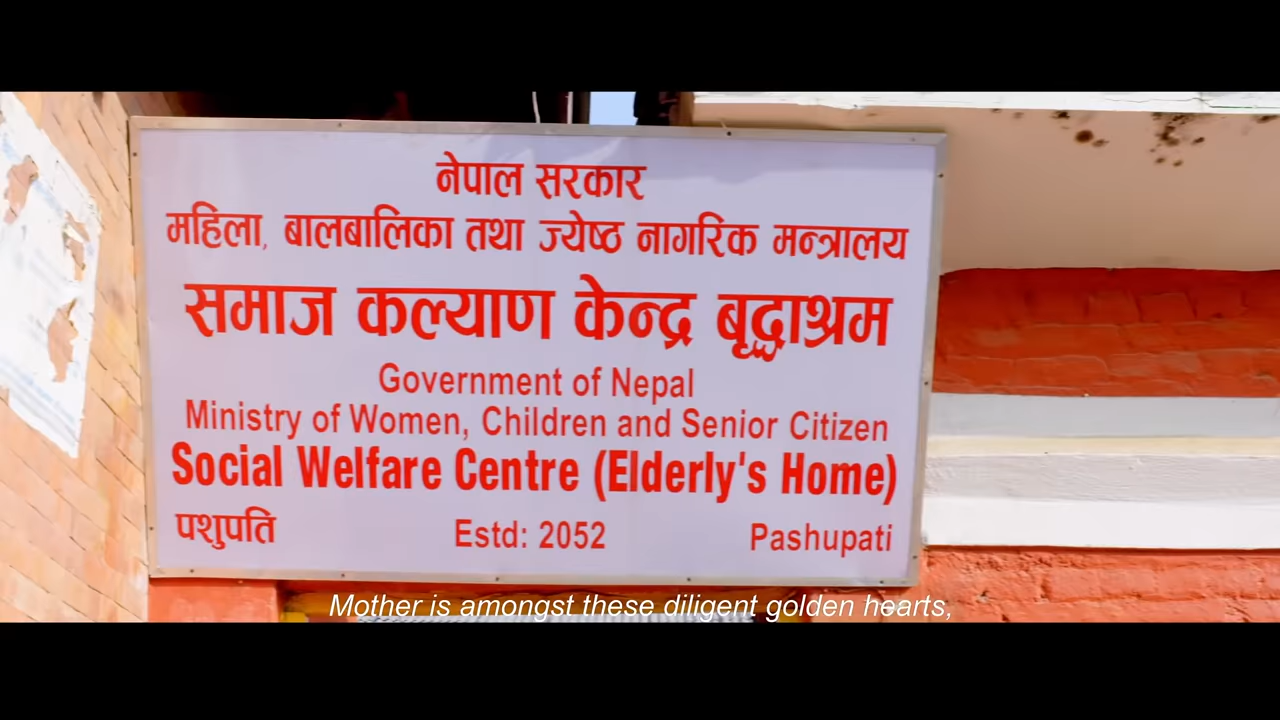 नेपाल सरकार
महिला, बालबालिका तथा ज्येष्ठ नागरिक मन्त्रालय
समाज कल्याण केन्द्र बृद्धाश्रम
Government of Nepal
Ministry of Women, Children and Senior Citizen
Social Welfare Centre (Elderly's Home)
पशुपति Estd: 2052 Pashupati
Mother is amongst these diligent golden hearts,